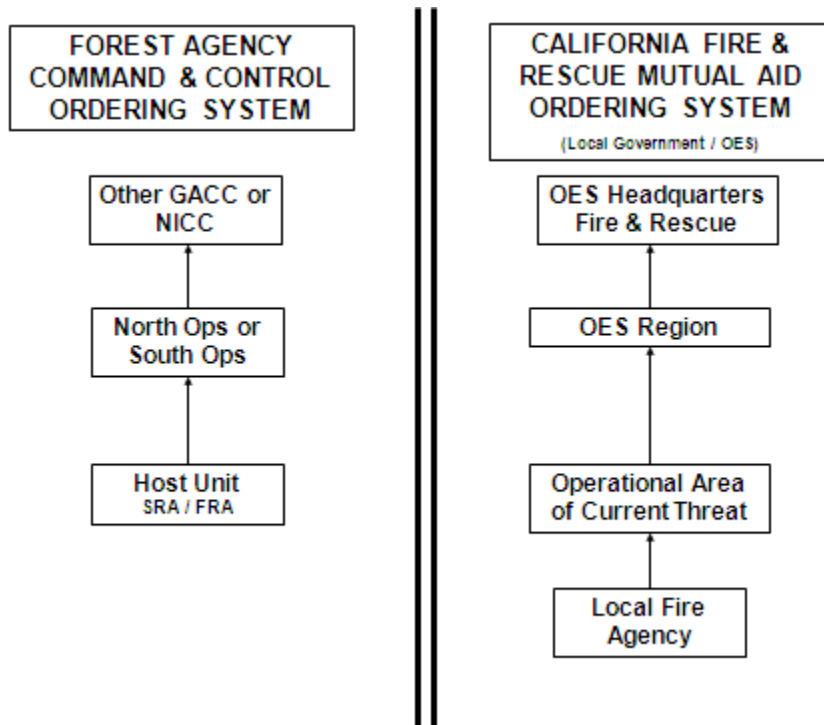 FOREST AGENCY
COMMAND & CONTROL
ORDERING SYSTEM
Other GACC or
NICC
North Ops or
South Ops
Host Unit
SRA / FRA
CALIFORNIA FIRE &
RESCUE MUTUAL AID
ORDERING SYSTEM
(Local Government / OES)
OES Headquarters
Fire & Rescue
OES Region
Operational Area
of Current Threat
Local Fire
Agency